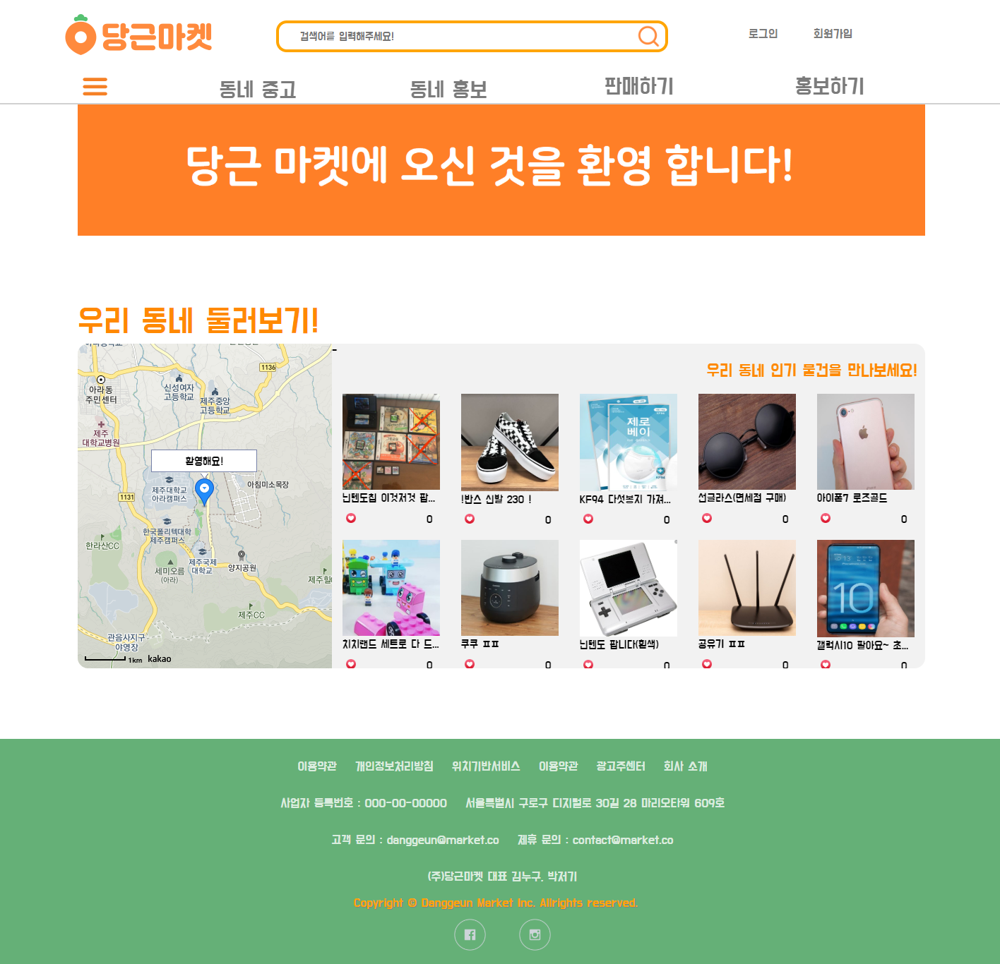 당근마켓
검색어를 입력해주세요!
로그인 회원가입
동네 중고 동네 홍보 판매하기 홍보하기
당근 마켓에 오신 것을 환영 합니다!
우리 동네 둘러보기!
우리 동네 인기 물건을 만나보세요!
1136
아라동
주민센터
신성여자
고등학교
제주중앙
고등학교
제주
대학교병원
환영해요!
제주대학교
아라캠퍼스
아침미소목장
1131
한국폴리텍대학
제주캠퍼스
한라산CC
제주국제
대학교
양지공원
세미오름
(아라)
제주힐
제주CC
관음사지구
야영장
1km kakao
제로
베이
KF94
닌텐도칩 이것저것 팝... !반스 신발 230 ! KF94 다섯봉지 가져... 선글라스(면세점 구매) 아이폰7 로즈골드
0 0 0 0 0
10
치치랜드 세트로 다 드... 쿠쿠 ㅍㅍ 닌텐도 팝니다(흰색) 공유기 ㅍㅍ 갤럭시10 팔아요~ 초...
0 0 0 0 0
이용약관 개인정보처리방침 위치기반서비스 이용약관 광고주센터 회사 소개
사업자 등록번호 : 000-00-00000 서울특별시 구로구 디지털로 30길 28 마리오타워 609호
고객 문의 : danggeun@market.co 제휴 문의 : contact@market.co
(주)당근마켓 대표 김누구, 박저기
Copyright © Danggeun Market Inc. Allrights reserved.